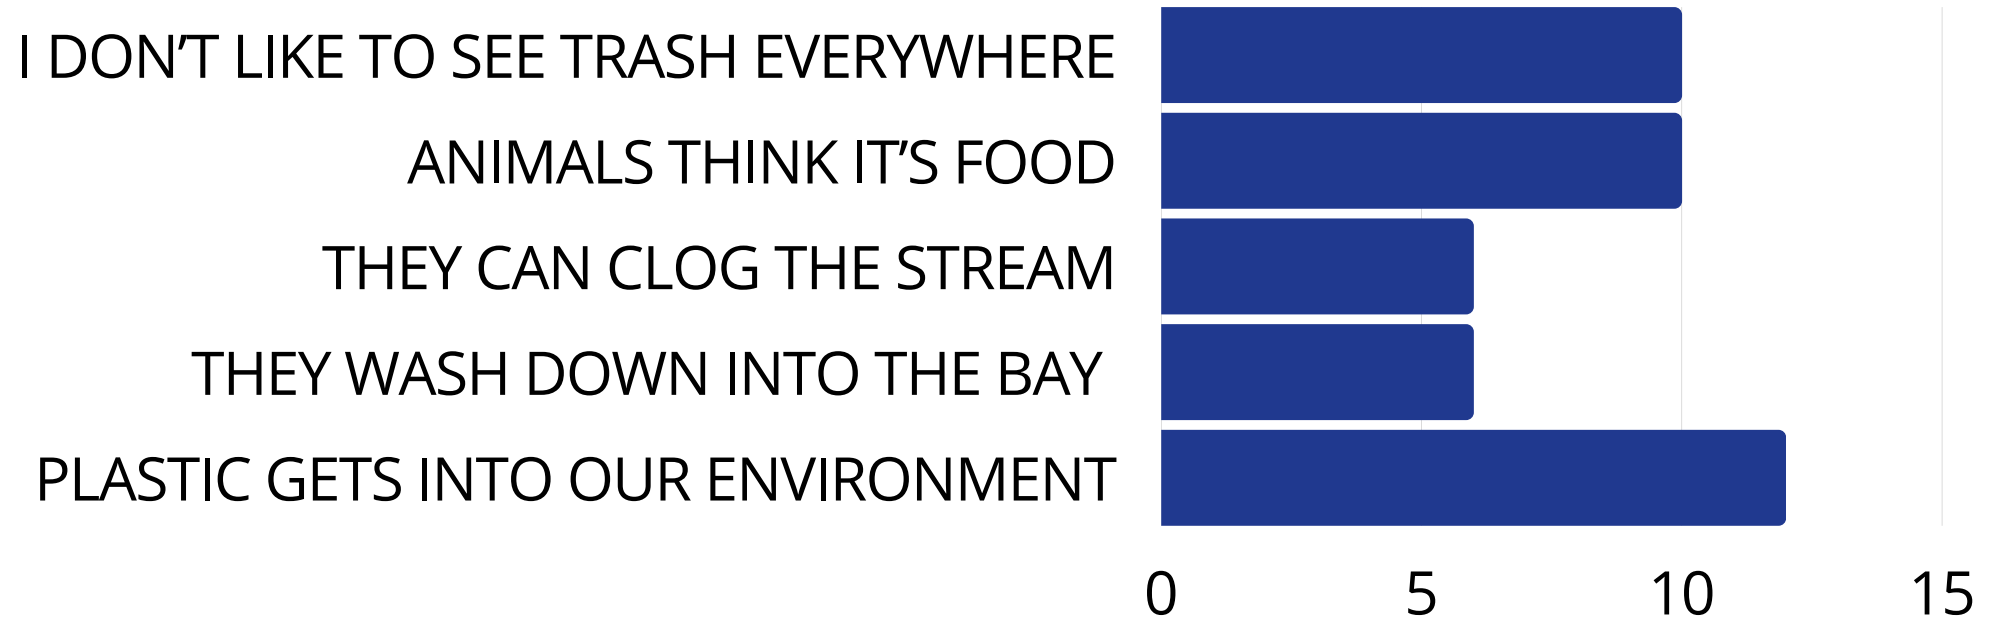 I DON’T LIKE TO SEE TRASH EVERYWHERE
ANIMALS THINK IT’S FOOD
THEY CAN CLOG THE STREAM
THEY WASH DOWN INTO THE BAY
PLASTIC GETS INTO OUR ENVIRONMENT
0 5 10 15